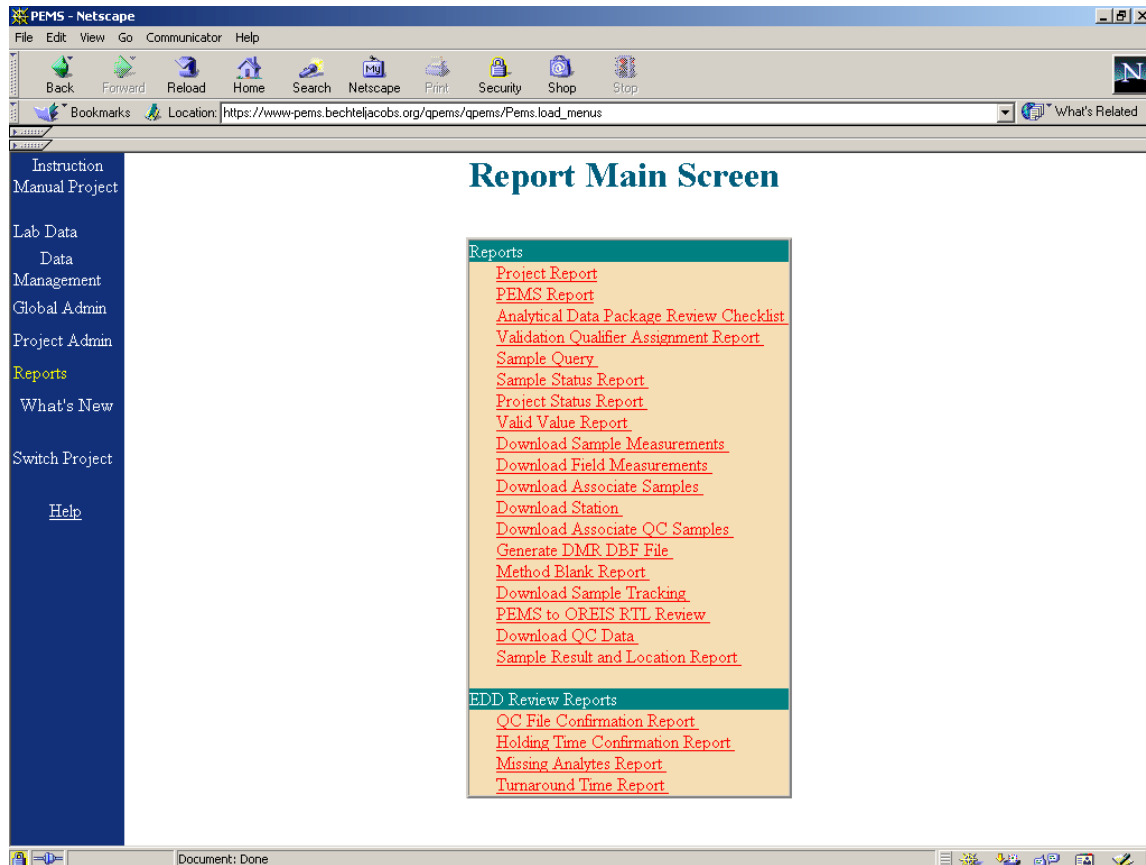 PEMS - Netscape
File Edit View Go Communicator Help
My
N
Back Forward Reload Home Search Netscape Print Security Shop Stop
Bookmarks Location: https://www-pems.bechteljacobs.org/qpems/qpems/Pems.load_menus What's Related
Instruction
Manual Project
Lab Data
Data
Management
Global Admin
Project Admin
Reports
What's New
Switch Project
Help
Report Main Screen
Reports
Project Report
PEMS Report
Analytical Data Package Review Checklist
Validation Qualifier Assignment Report
Sample Query
Sample Status Report
Project Status Report
Valid Value Report
Download Sample Measurements
Download Field Measurements
Download Associate Samples
Download Station
Download Associate QC Samples
Generate DMR DBF File
Method Blank Report
Download Sample Tracking
PEMS to OREIS RTL Review
Download QC Data
Sample Result and Location Report
EDD Review Reports
QC File Confirmation Report
Holding Time Confirmation Report
Missing Analytes Report
Turnaround Time Report
Document: Done